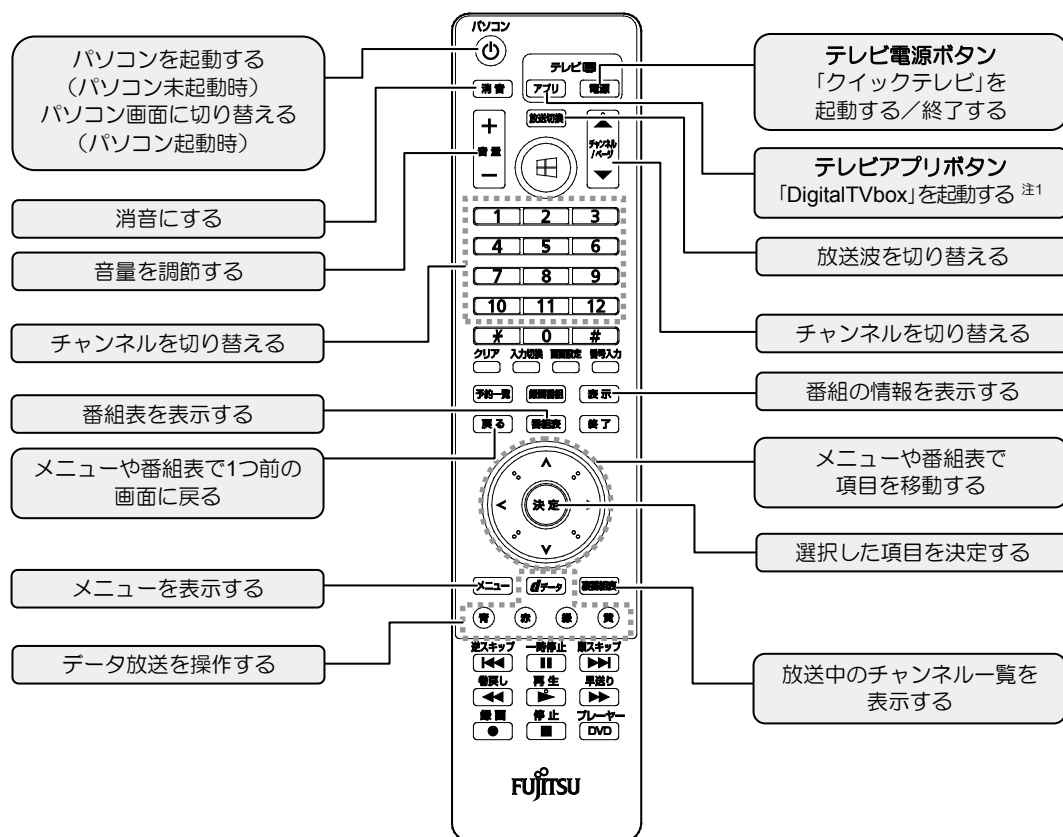 パソコンを起動する
（パソコン未起動時）
パソコン画面に切り替える
（パソコン起動時）
消音にする
音量を調節する
チャンネルを切り替える
番組表を表示する
メニューや番組表で1つ前の
画面に戻る
メニューを表示する
データ放送を操作する
パソコン
テレビ
消音
アプリ
電源
放送切換
+
音量
−
チャンネル
/ページ
1 2 3
4 5 6
7 8 9
10 11 12
* 0 #
クリア 入力切換 画面設定 番号入力
予約一覧 録画番組 表示
戻る 番組表 終了
決定
メニュー dデータ 裏番組表
青 赤 緑 黄
逆スキップ 一時停止 順スキップ
巻戻し 再生 早送り
録画 停止 プレーヤー
DVD
FUJITSU
テレビ電源ボタン
「クイックテレビ」を
起動する／終了する
テレビアプリボタン
「DigitalTVbox」を起動する 注1
放送波を切り替える
チャンネルを切り替える
番組の情報を表示する
メニューや番組表で
項目を移動する
選択した項目を決定する
放送中のチャンネル一覧を
表示する